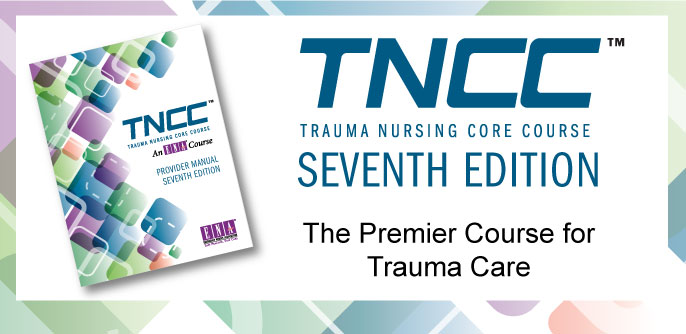 TNCC™
TRAUMA NURSING CORE COURSE
An ENA Course
PROVIDER MANUAL
SEVENTH EDITION
ENA
TNCC™
TRAUMA NURSING CORE COURSE
SEVENTH EDITION
The Premier Course for
Trauma Care